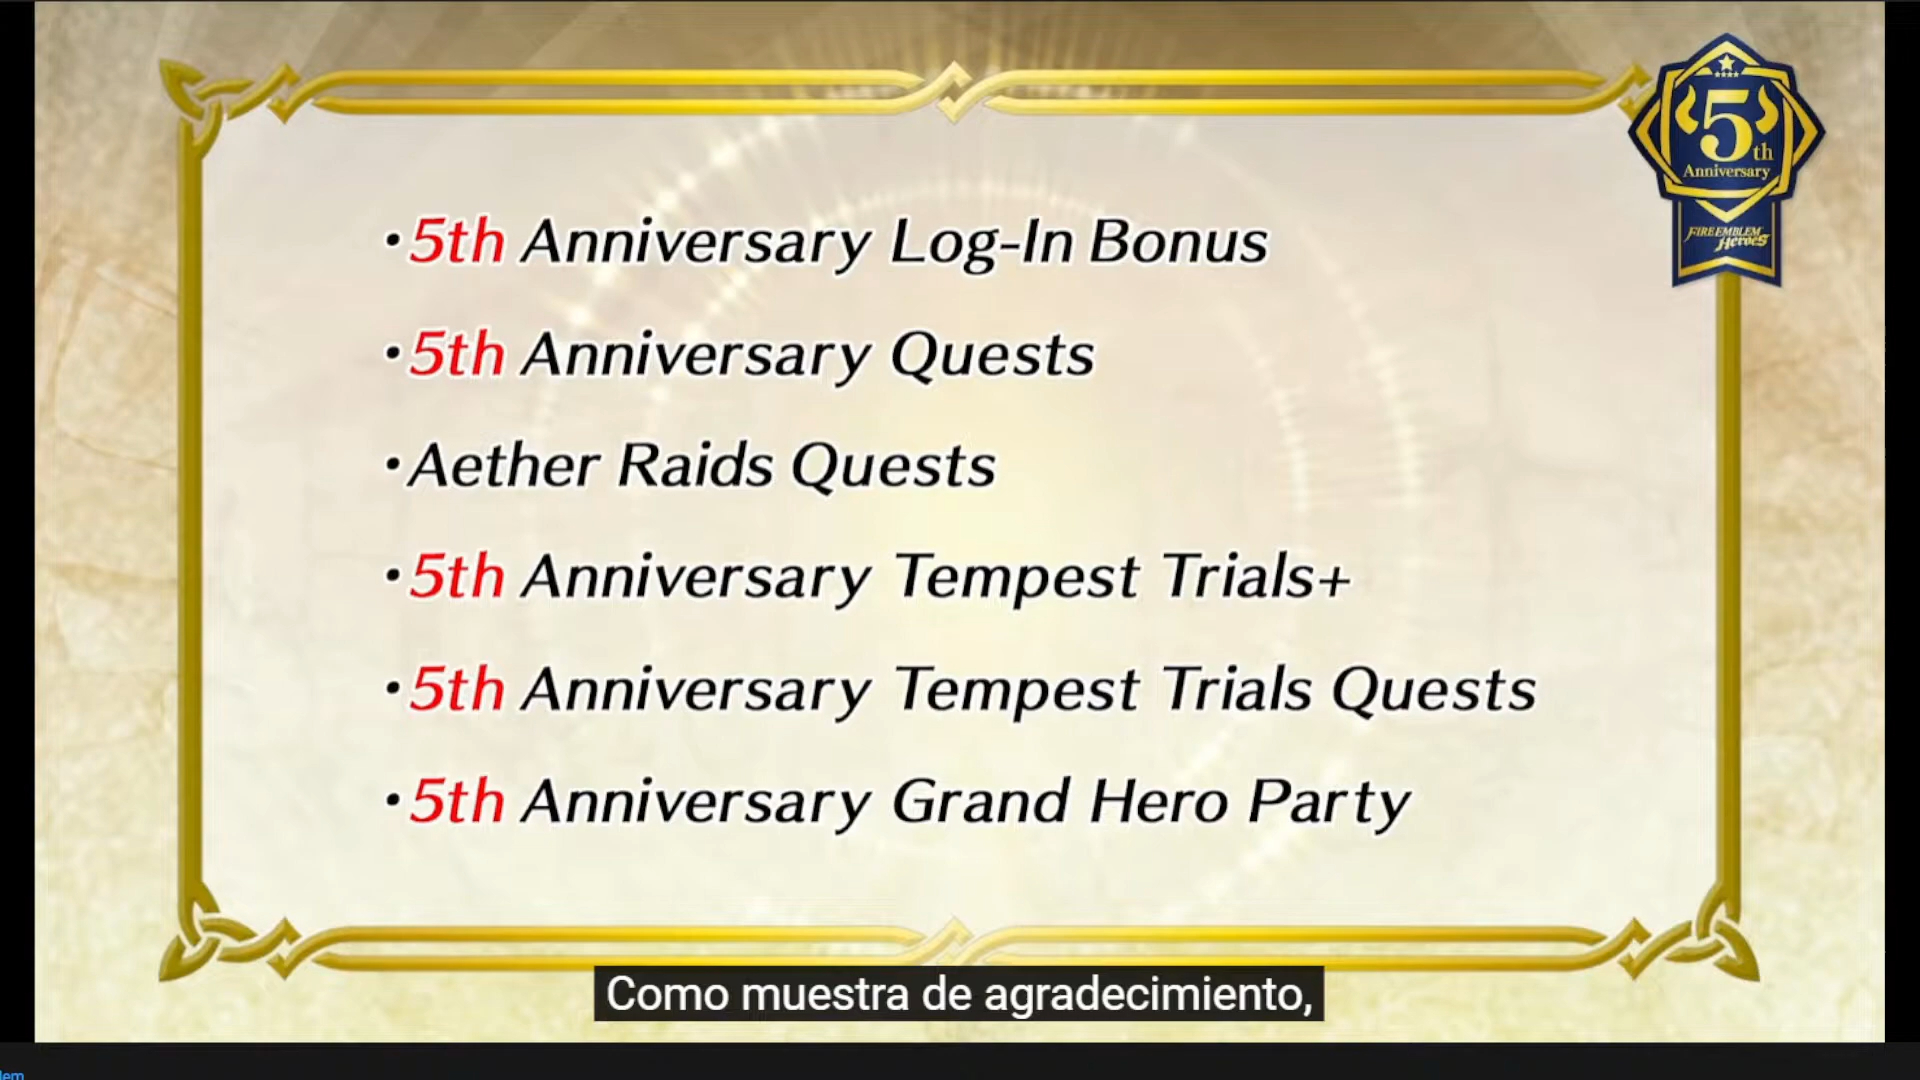 5th
Anniversary
FIRE EMBLEM
Heroes
•5th Anniversary Log-In Bonus
•5th Anniversary Quests
•Aether Raids Quests
•5th Anniversary Tempest Trials+
•5th Anniversary Tempest Trials Quests
•5th Anniversary Grand Hero Party
Como muestra de agradecimiento,